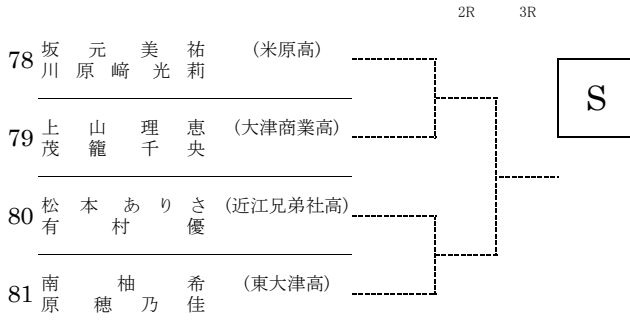 2R 3R
坂元美祐 (米原高)
78
川原﨑光莉
S
上山理恵 (大津商業高)
79
茂籠千央
松本ありさ (近江兄弟社高)
80
有村優
南柚希 (東大津高)
81
原穂乃佳